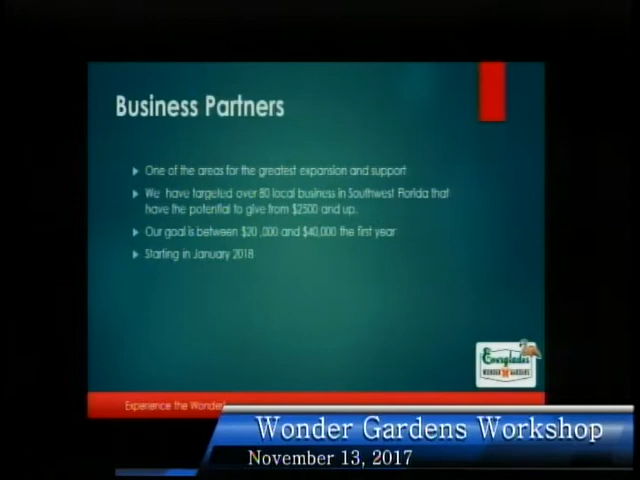 Business Partners
One of the areas for the greatest expansion and support
We have targeted over 80 local business in Southwest Florida that
have the potential to give from $2500 and up.
Our goal is between $20 ,000 and $40,000 the first year
Starting in January 2018
Everglades
WONDER GARDENS
Experience the Wonder!
Wonder Gardens Workshop
November 13, 2017